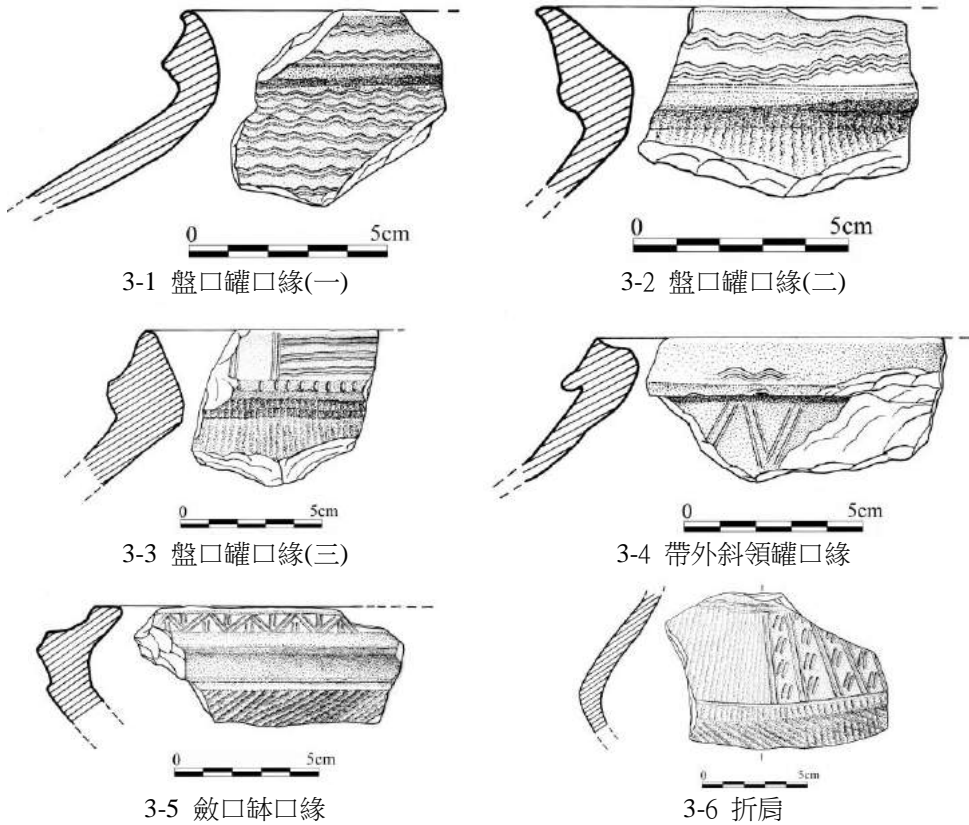 0 5cm
0 5cm
3-1 盤口罐口緣(一)
3-2 盤口罐口緣(二)
0 5cm
0 5cm
3-3 盤口罐口緣(三)
3-4 帶外斜領罐口緣
0 5cm
0 5cm
3-5 斂口缽口緣
3-6 折肩